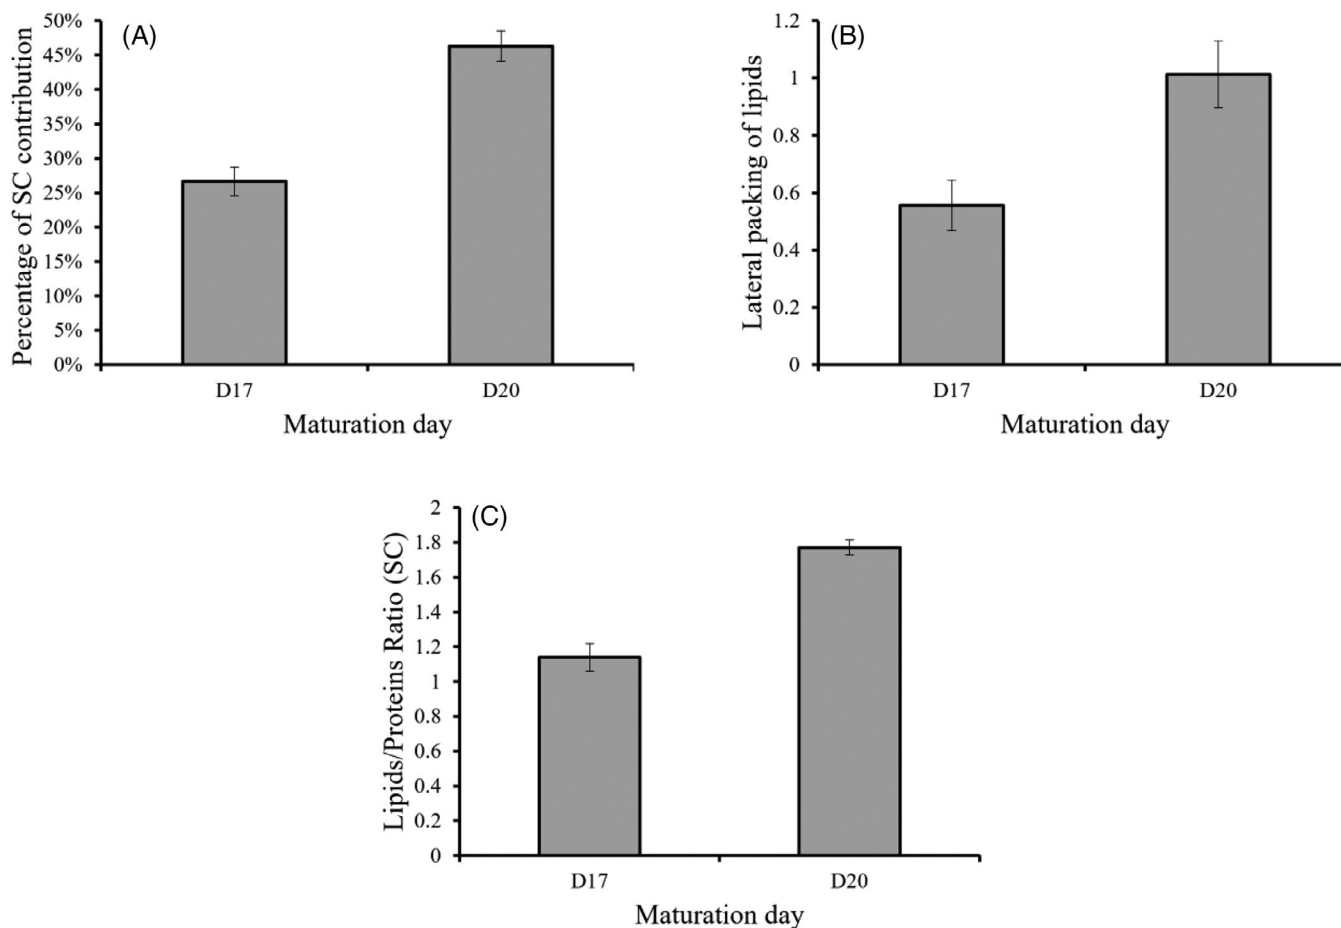 (A)
Percentage of SC contribution
50%
45%
40%
35%
30%
25%
20%
15%
10%
5%
0%
D17 D20
Maturation day
(B)
Lateral packing of lipids
1.2
1
0.8
0.6
0.4
0.2
0
D17 D20
Maturation day
(C)
Lipids/Proteins Ratio (SC)
2
1.8
1.6
1.4
1.2
1
0.8
0.6
0.4
0.2
0
D17 D20
Maturation day